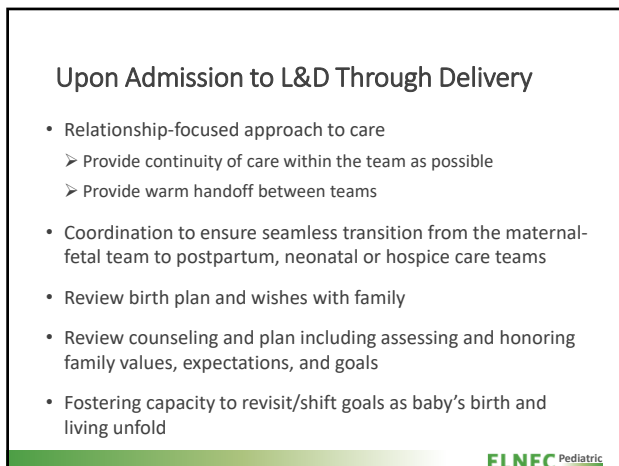 Upon Admission to L&D Through Delivery
• Relationship-focused approach to care
➢ Provide continuity of care within the team as possible
➢ Provide warm handoff between teams
• Coordination to ensure seamless transition from the maternal-
fetal team to postpartum, neonatal or hospice care teams
• Review birth plan and wishes with family
• Review counseling and plan including assessing and honoring
family values, expectations, and goals
• Fostering capacity to revisit/shift goals as baby's birth and
living unfold
ELNEC Pediatric